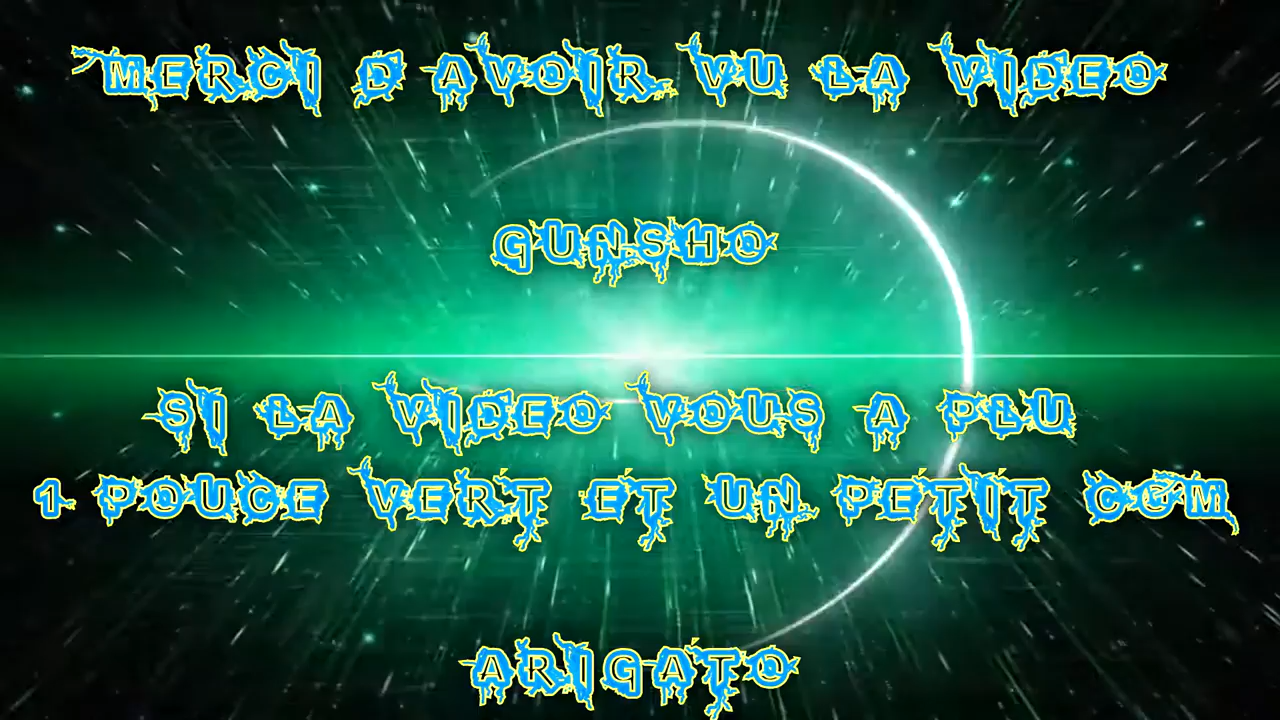 MERCI D AVOIR VU LA VIDEO
GUNSHO
SI LA VIDEO VOUS A PLU
1 POUCE VERT ET UN PETIT COM
ARIGATO